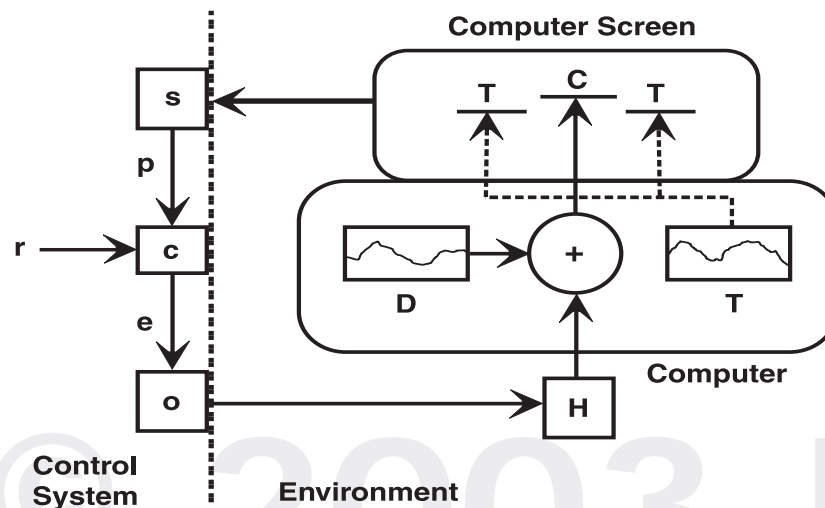 Computer Screen
s
T
C
T
p
r
c
+
e
D
T
Computer
o
H
Control
System
Environment
© 2003